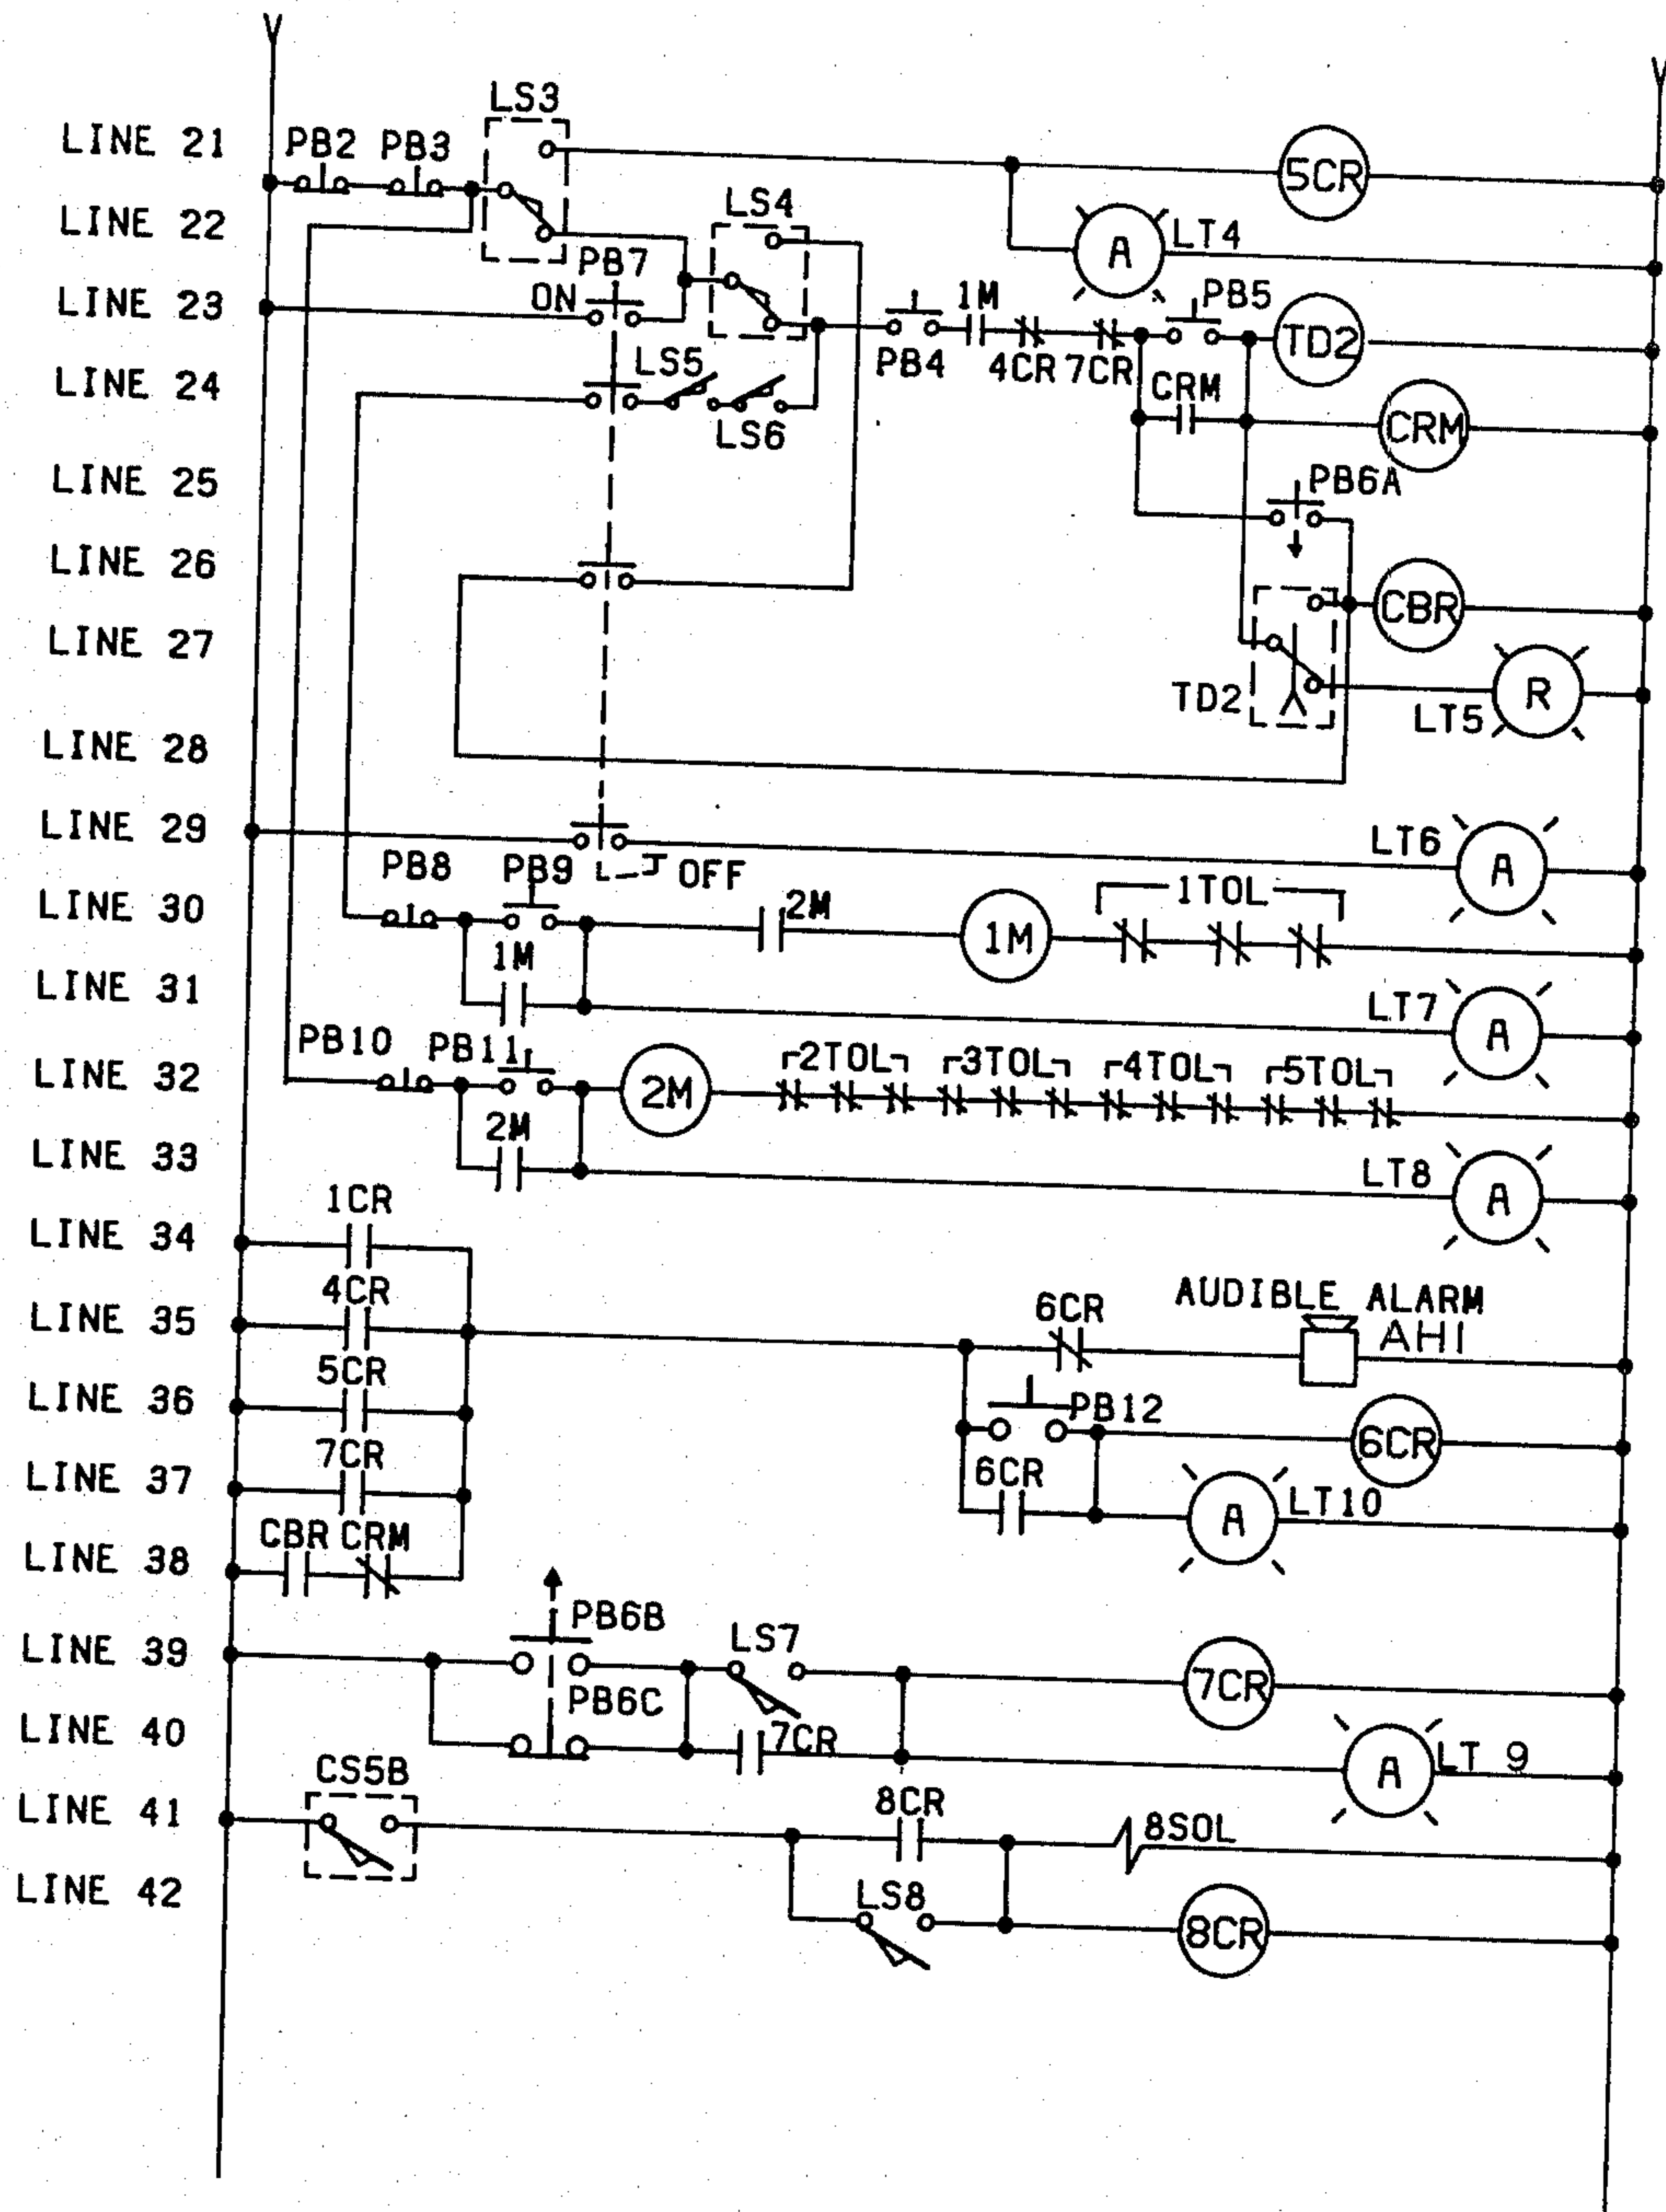 LS3
LINE 21 PB2 PB3 5CR
LINE 22 LS4 A LT4
PB7
LINE 23 ON 1M PB5 TD2
PB4 4CR 7CR
LINE 24 LS5 CRM CRM
LS6
LINE 25 PB6A
LINE 26 CBR
LINE 27 TD2 R
LT5
LINE 28
LINE 29 LT6 A
PB8 PB9 OFF
LINE 30 2M 1M 1TOL
1M
LINE 31 LT7 A
PB10 PB11
LINE 32 2M 2TOL 3TOL 4TOL 5TOL
2M
LINE 33 LT8 A
1CR
LINE 34
4CR 6CR AUDIBLE ALARM
LINE 35 AH1
5CR
LINE 36 PB12 6CR
7CR 6CR
LINE 37 A LT10
CBR CRM
LINE 38
PB6B LS7
LINE 39 7CR
PB6C
LINE 40 7CR A LT 9
CS5B
LINE 41 8CR 8SOL
LINE 42 LS8 8CR